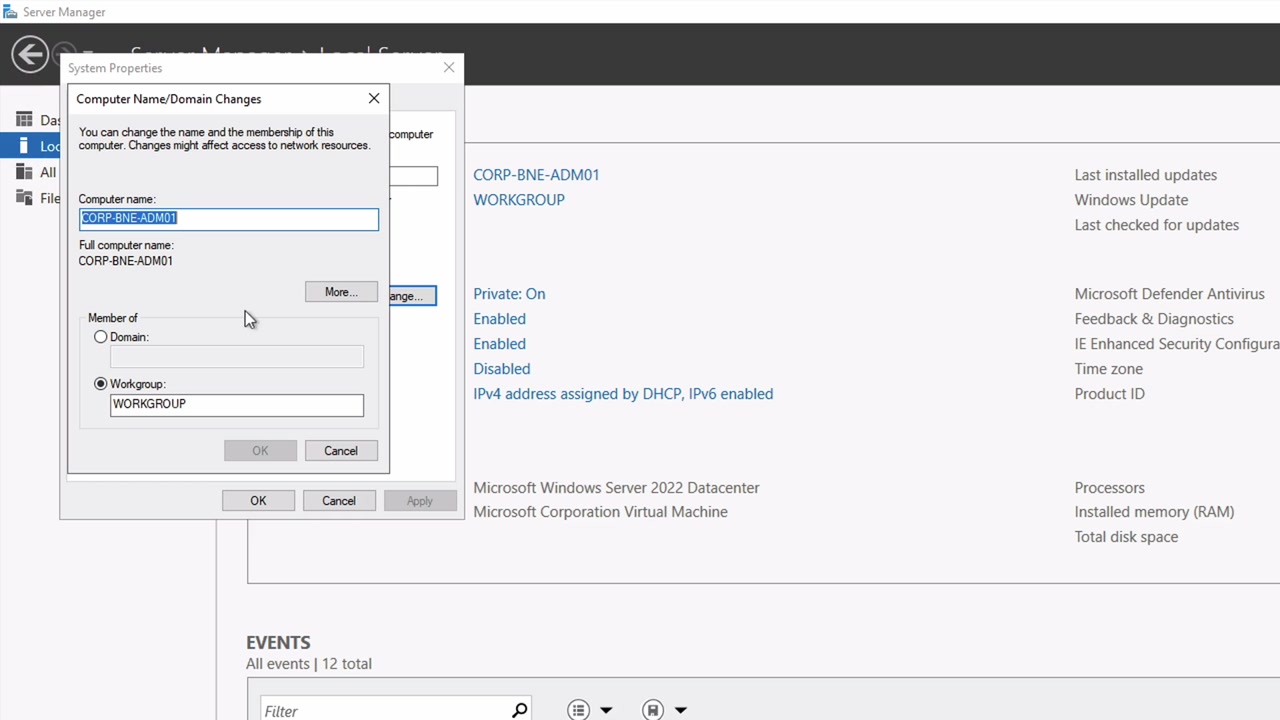 Server Manager
System Properties
Computer Name/Domain Changes
You can change the name and the membership of this
computer. Changes might affect access to network resources.
computer
Computer name:
CORP-BNE-ADM01
Full computer name:
CORP-BNE-ADM01
More...
ange...
Member of
Domain:
Workgroup:
WORKGROUP
OK
Cancel
OK
Cancel
Apply
Das
Loc
All
File
CORP-BNE-ADM01
WORKGROUP
Last installed updates
Windows Update
Last checked for updates
Private: On
Enabled
Enabled
Disabled
IPv4 address assigned by DHCP, IPv6 enabled
Microsoft Defender Antivirus
Feedback & Diagnostics
IE Enhanced Security Configura
Time zone
Product ID
Microsoft Windows Server 2022 Datacenter
Microsoft Corporation Virtual Machine
Processors
Installed memory (RAM)
Total disk space
EVENTS
All events | 12 total
Filter